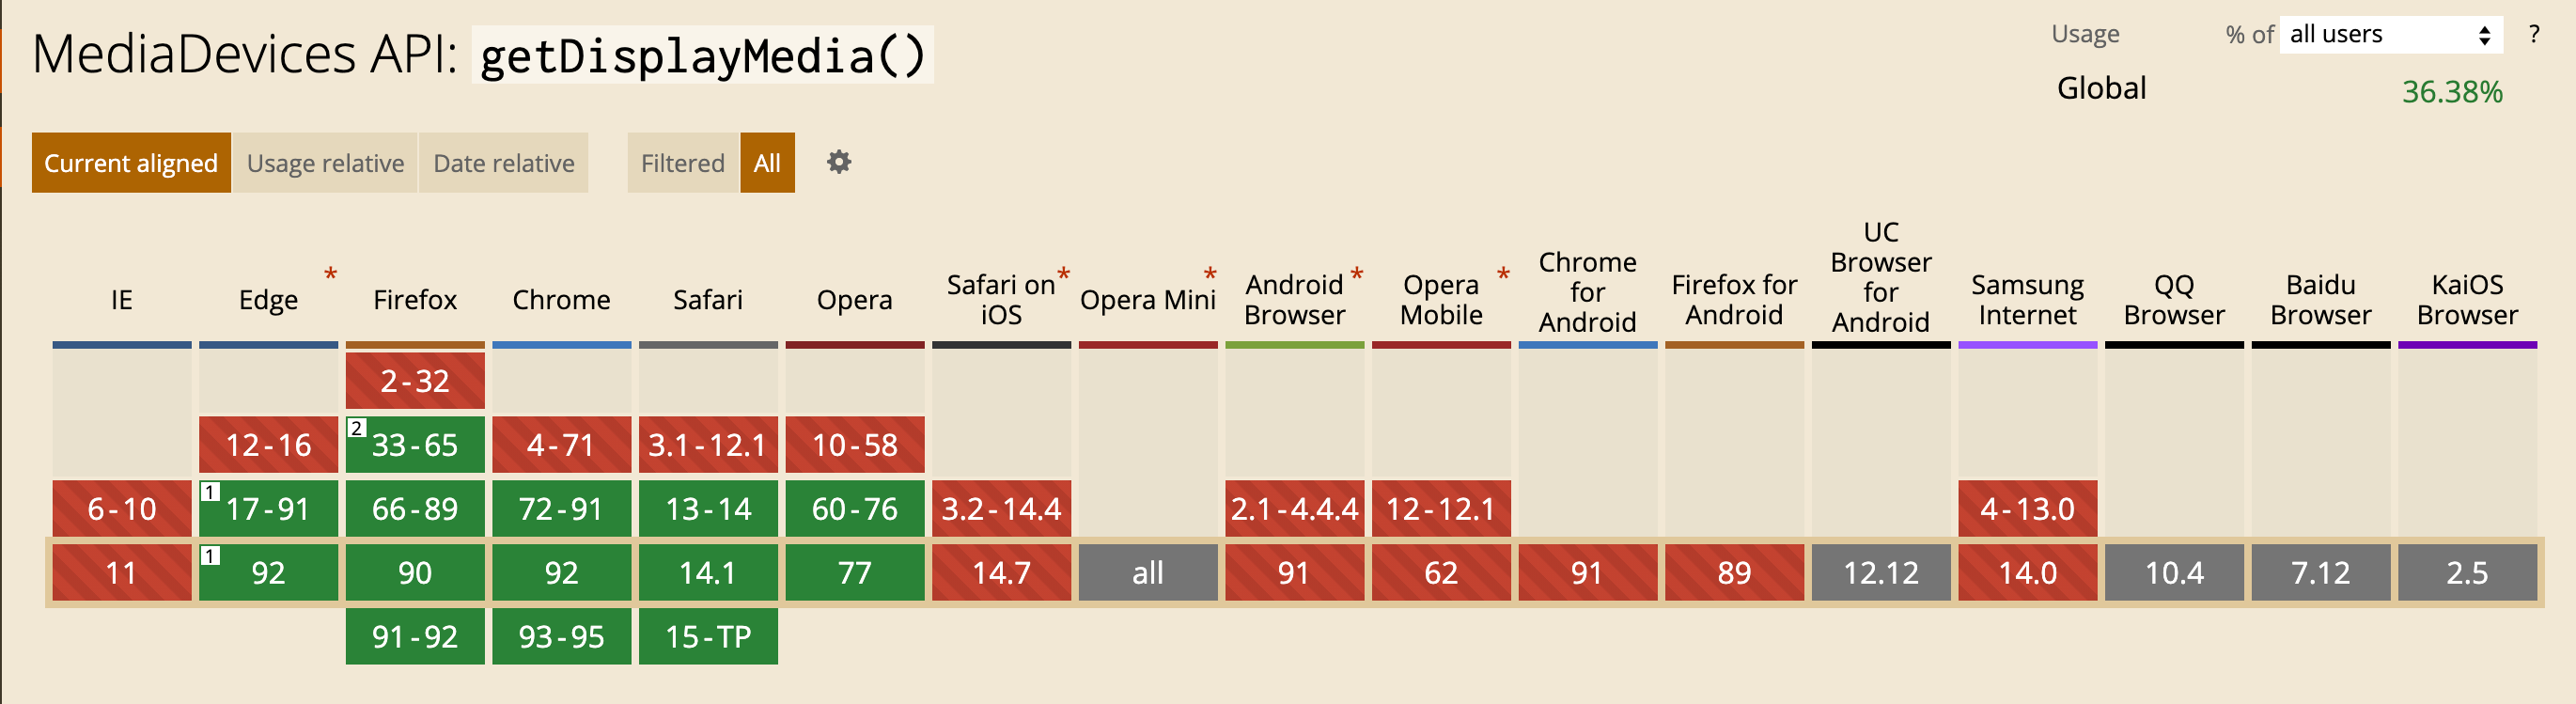 MediaDevices API: getDisplayMedia()
Usage % of all users ?
Global 36.38%
Current aligned Usage relative Date relative Filtered All
IE
Edge *
Firefox
Chrome
Safari
Opera
Safari on *
iOS
Opera Mini *
Android *
Browser
Opera *
Mobile
Chrome
for
Android
Firefox for
Android
UC
Browser
for
Android
Samsung
Internet
QQ
Browser
Baidu
Browser
KaiOS
Browser
2-32
12-16 2 33-65 4-71 3.1-12.1 10-58
6-10 1 17-91 66-89 72-91 13-14 60-76 3.2-14.4 2.1-4.4.4 12-12.1 4-13.0
11 1 92 90 92 14.1 77 14.7 all 91 62 91 89 12.12 14.0 10.4 7.12 2.5
91-92 93-95 15-TP